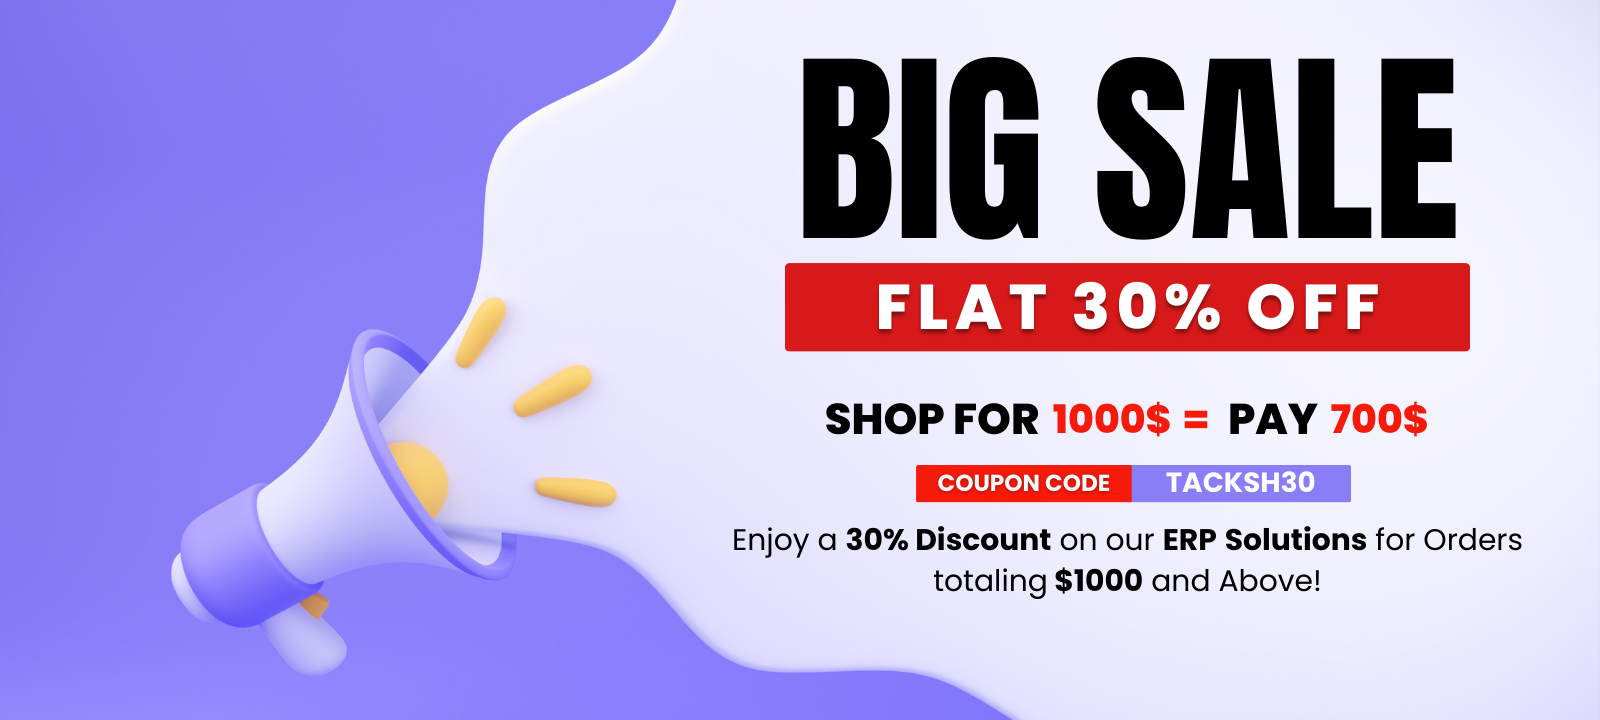 BIG SALE
FLAT 30% OFF
SHOP FOR 1000$ = PAY 700$
COUPON CODE TACKSH30
Enjoy a 30% Discount on our ERP Solutions for Orders
totaling $1000 and Above!